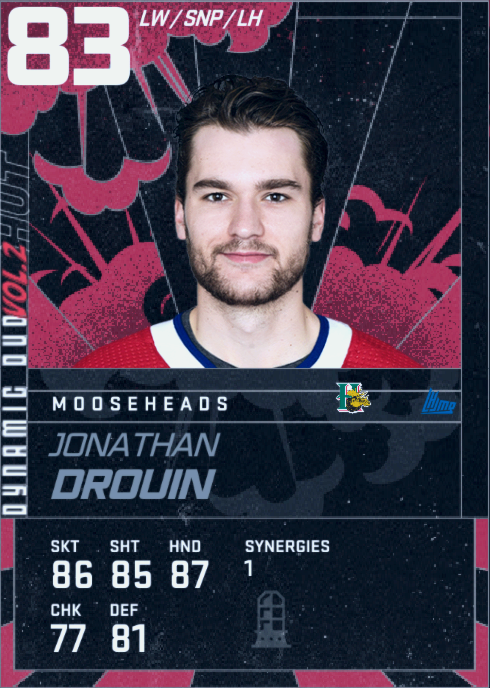 83
LW / SNP / LH
HUT
DYNAMIC DUO VOL.2
MOOSEHEADS
JONATHAN
DROUIN
SKT SHT HND SYNERGIES
86 85 87 1
CHK DEF
77 81